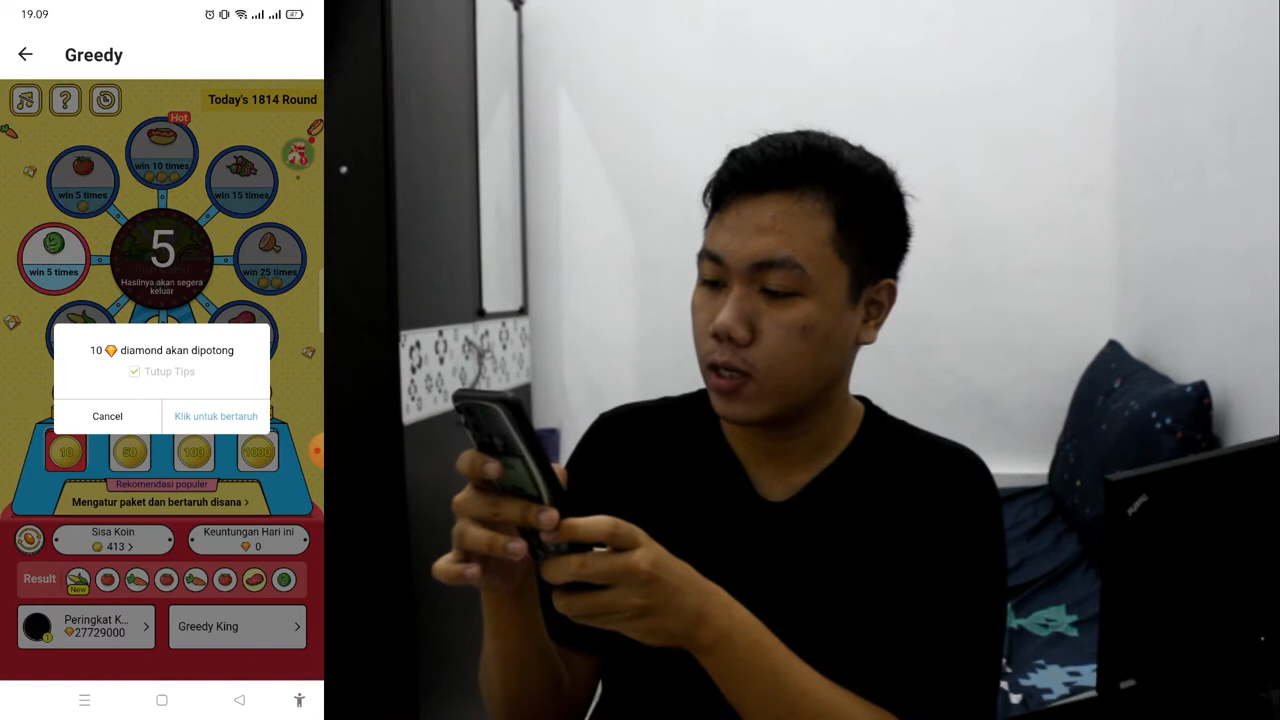 19.09
47
Greedy
Today's 1814 Round
Hot
win 10 times
win 5 times
win 15 times
win 5 times
5
Hasilnya akan segera
keluar
win 25 times
10 diamond akan dipotong
Tutup Tips
Cancel
Klik untuk bertaruh
10
50
100
1000
Rekomendasi populer
Mengatur paket dan bertaruh disana >
Sisa Koin
413 >
Keuntungan Hari ini
0
Result
New
Peringkat K...
27729000
Greedy King
ThinkPad